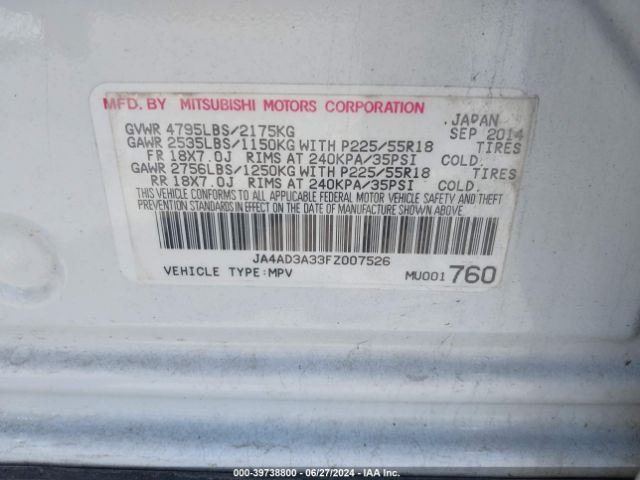 MFD. BY MITSUBISHI MOTORS CORPORATION
JAPAN
GVWR 4795LBS/2175KG SEP 2014
GAWR 2535LBS/1150KG WITH P225/55R18 TIRES
FR 18X7.0J RIMS AT 240KPA/35PSI COLD.
GAWR 2756LBS/1250KG WITH P225/55R18 TIRES
RR 18X7.0J RIMS AT 240KPA/35PSI COLD.
THIS VEHICLE CONFORMS TO ALL APPLICABLE FEDERAL MOTOR VEHICLE SAFETY AND THEFT
PREVENTION STANDARDS IN EFFECT ON THE DATE OF MANUFACTURE SHOWN ABOVE.
JA4AD3A33FZ007526
VEHICLE TYPE:MPV MU001760
© - 39738800 - 06/27/2024 - IAA Inc.